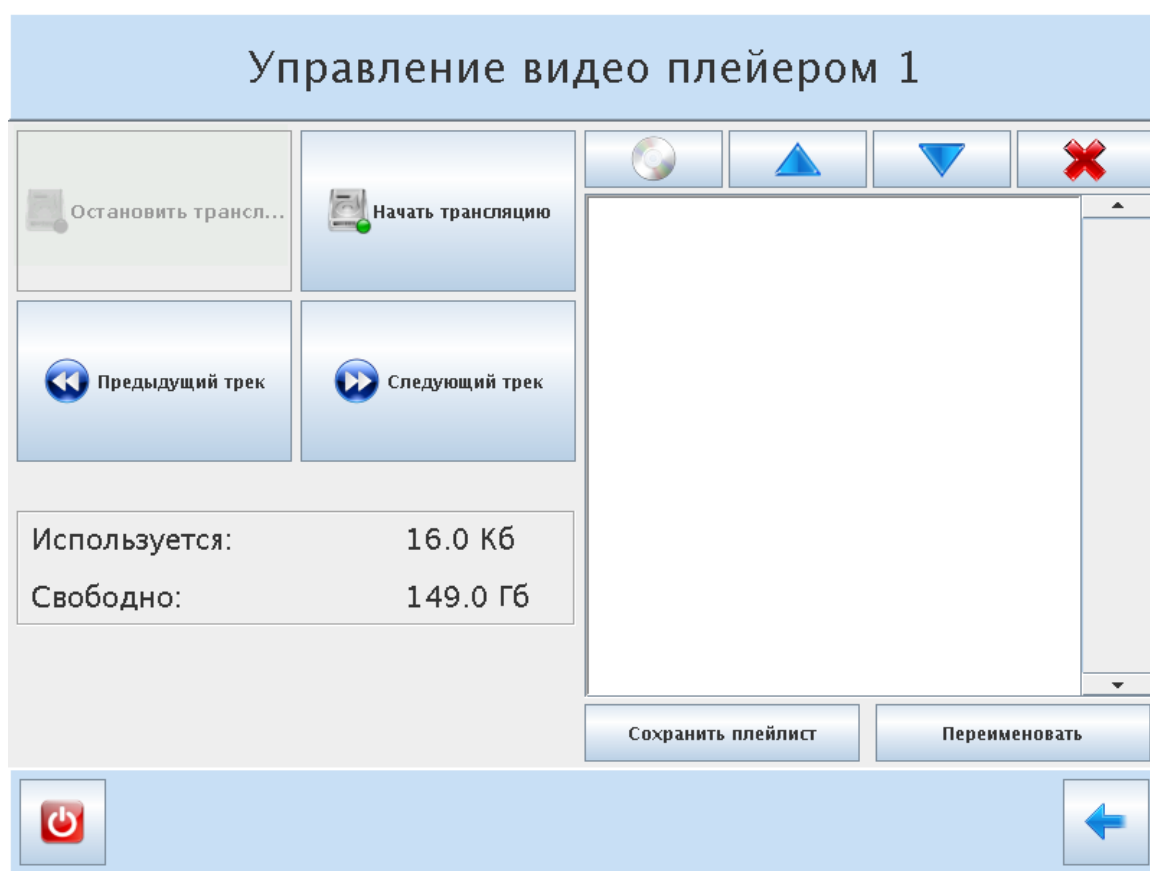 Управление видео плейером 1
Остановить трансл...
Начать трансляцию
Предыдущий трек
Следующий трек
Используется: 16.0 Кб
Свободно: 149.0 Гб
Сохранить плейлист
Переименовать